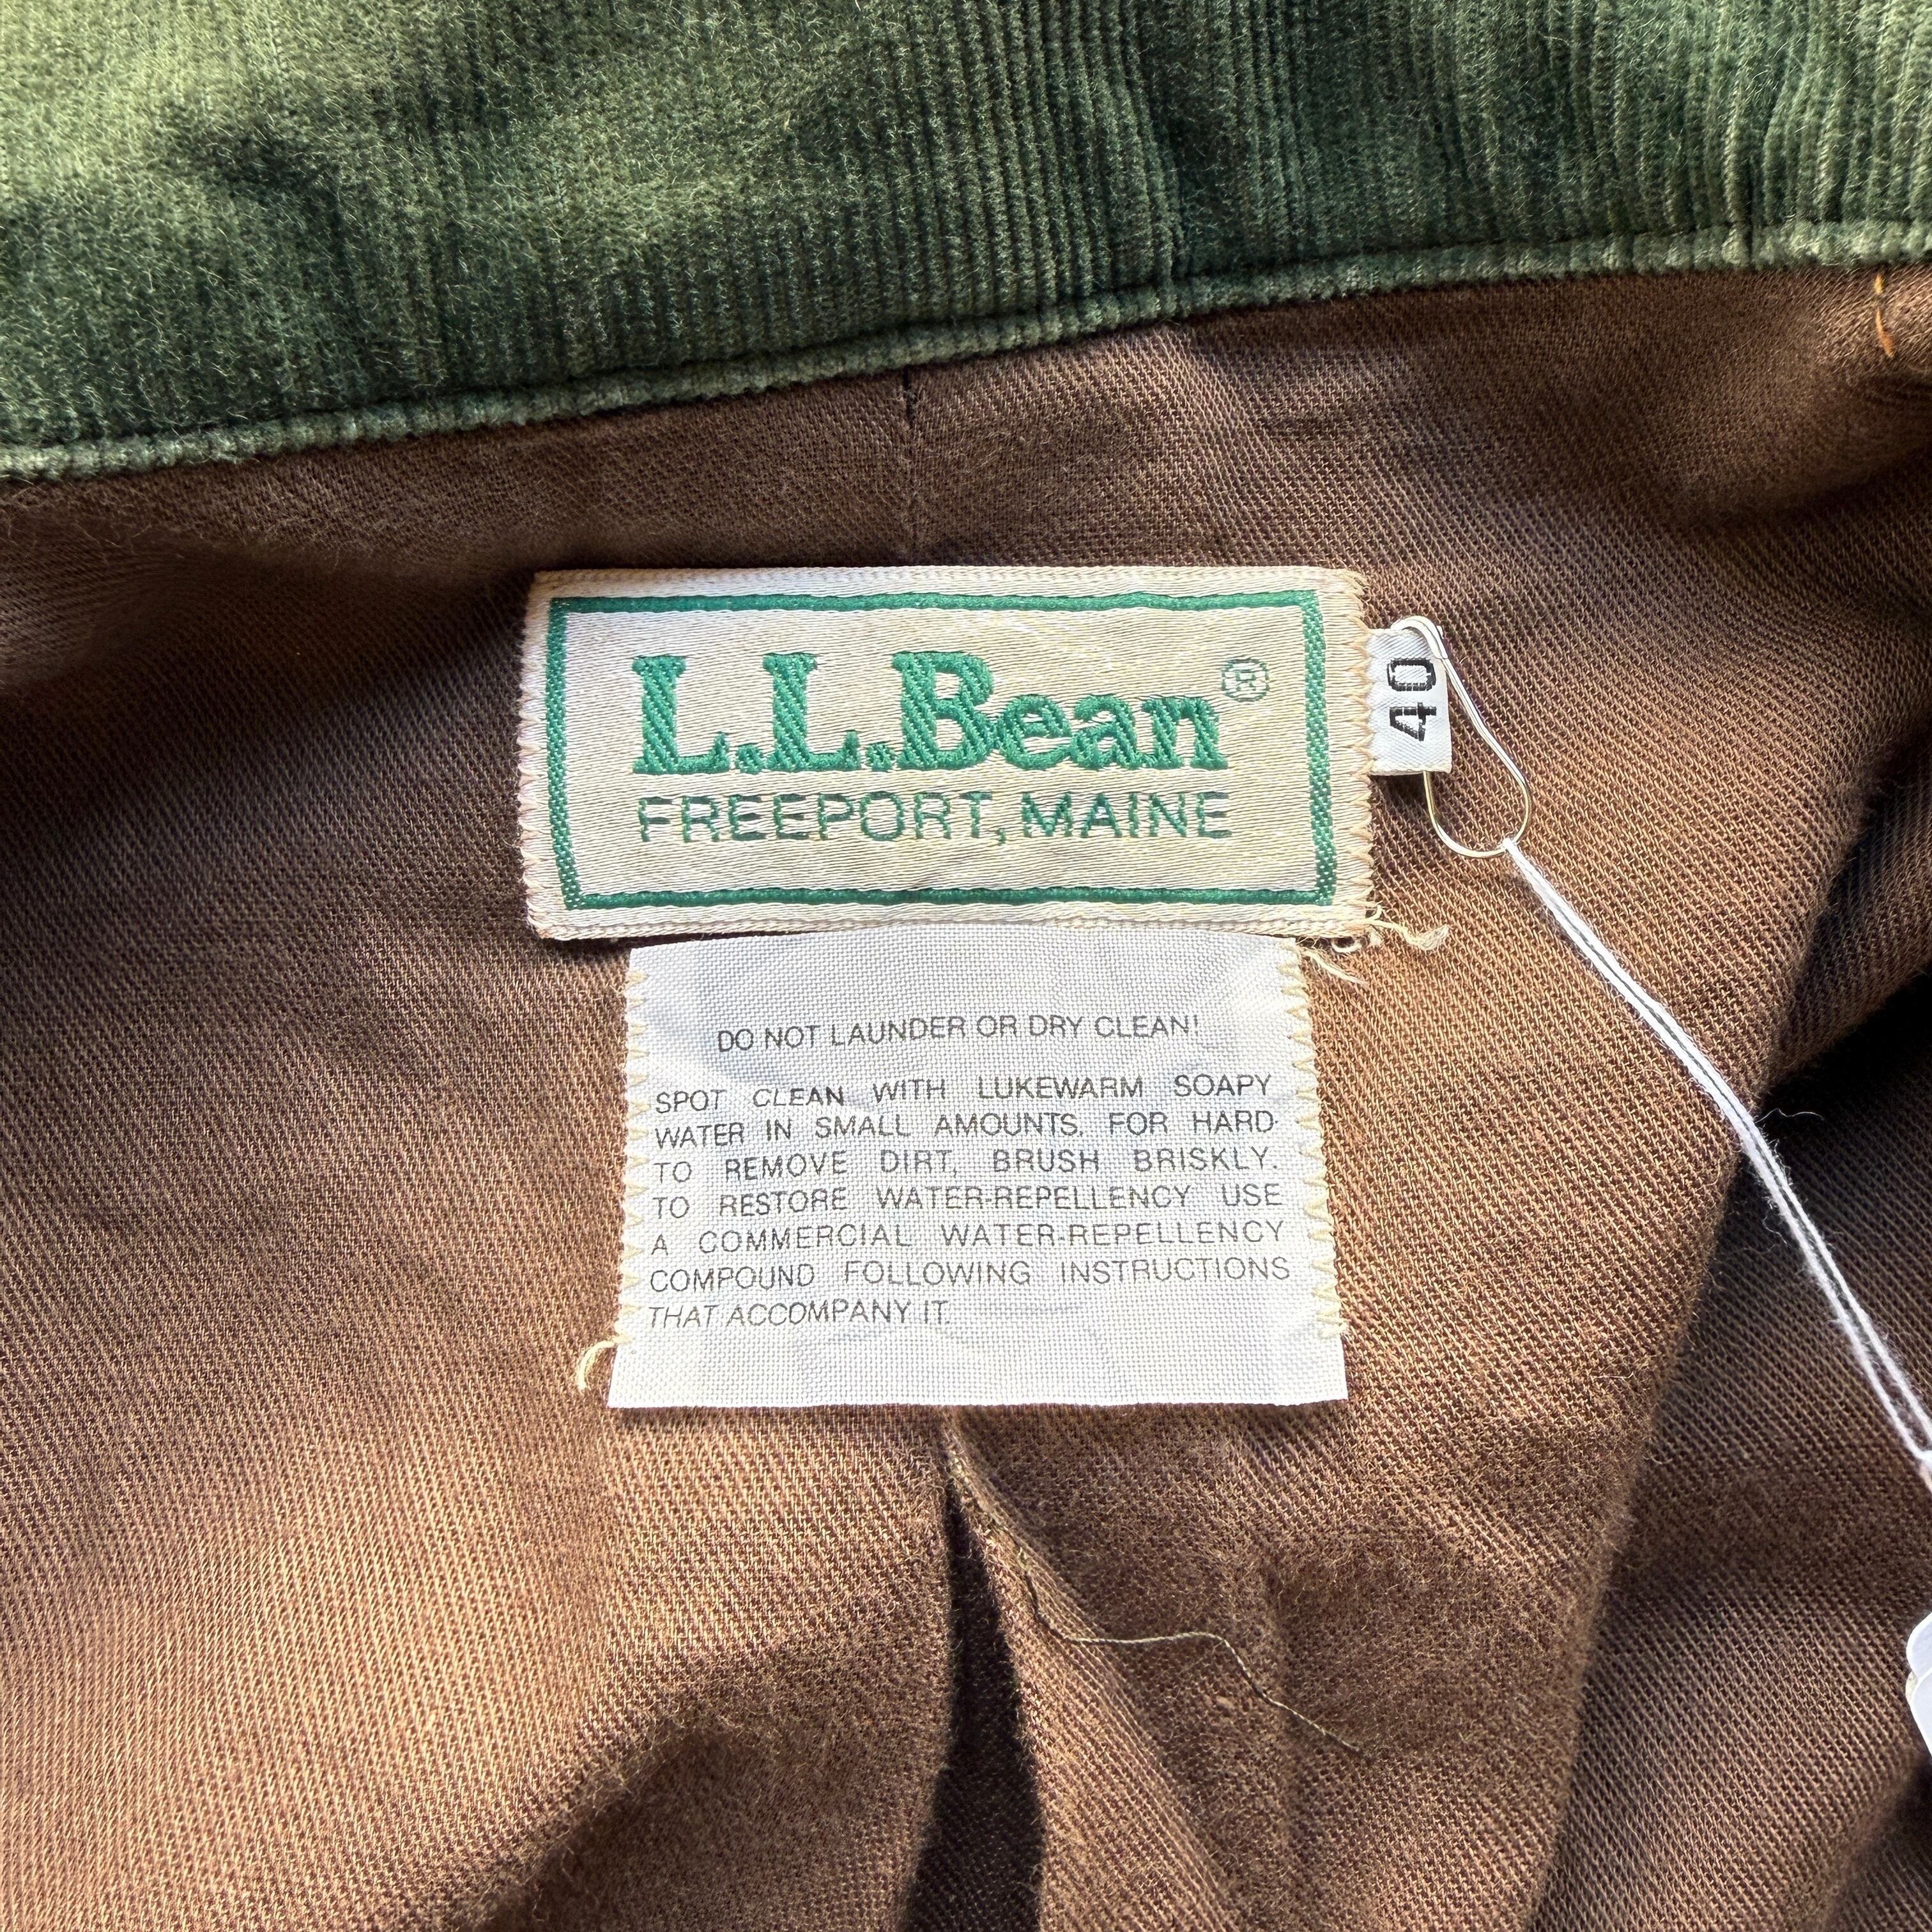 L.L.Bean®
FREEPORT, MAINE
40
DO NOT LAUNDER OR DRY CLEAN!
SPOT CLEAN WITH LUKEWARM SOAPY
WATER IN SMALL AMOUNTS. FOR HARD-
TO REMOVE DIRT, BRUSH BRISKLY.
TO RESTORE WATER-REPELLENCY USE
A COMMERCIAL WATER-REPELLENCY
COMPOUND FOLLOWING INSTRUCTIONS
THAT ACCOMPANY IT.